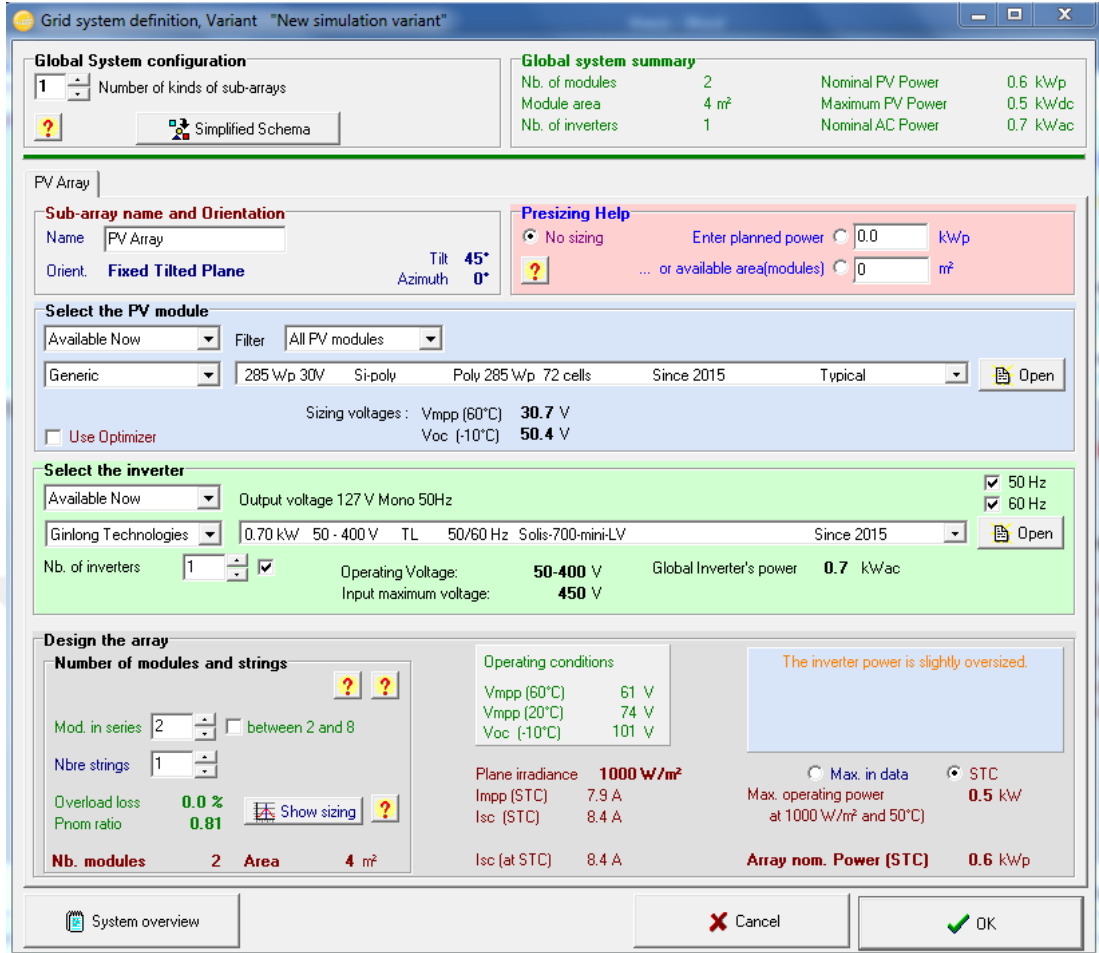 Grid system definition, Variant "New simulation variant"
Global System configuration
1 Number of kinds of sub-arrays
? Simplified Schema
Global system summary
Nb. of modules 2 Nominal PV Power 0.6 kWp
Module area 4 m² Maximum PV Power 0.5 kWdc
Nb. of inverters 1 Nominal AC Power 0.7 kWac
PV Array
Sub-array name and Orientation
Name PV Array
Orient. Fixed Tilted Plane
Tilt 45°
Azimuth 0°
Presizing Help
No sizing Enter planned power 0.0 kWp
? ... or available area(modules) 0 m²
Select the PV module
Available Now Filter All PV modules
Generic 285 Wp 30V Si-poly Poly 285 Wp 72 cells Since 2015 Typical Open
Sizing voltages : Vmpp (60°C) 30.7 V
Use Optimizer Voc (-10°C) 50.4 V
Select the inverter
Available Now Output voltage 127 V Mono 50Hz
50 Hz
60 Hz
Ginlong Technologies 0.70 kW 50 - 400 V TL 50/60 Hz Solis-700-mini-LV Since 2015 Open
Nb. of inverters 1 Operating Voltage: 50-400 V Global Inverter's power 0.7 kWac
Input maximum voltage: 450 V
Design the array
Number of modules and strings
? ?
Mod. in series 2 between 2 and 8
Nbre strings 1
Overload loss 0.0 %
Pnom ratio 0.81
Show sizing ?
Nb. modules 2 Area 4 m²
Operating conditions
Vmpp (60°C) 61 V
Vmpp (20°C) 74 V
Voc (-10°C) 101 V
Plane irradiance 1000 W/m²
Impp (STC) 7.9 A
Isc (STC) 8.4 A
Isc (at STC) 8.4 A
The inverter power is slightly oversized.
Max. in data STC
Max. operating power 0.5 kW
at 1000 W/m² and 50°C)
Array nom. Power (STC) 0.6 kWp
System overview Cancel OK